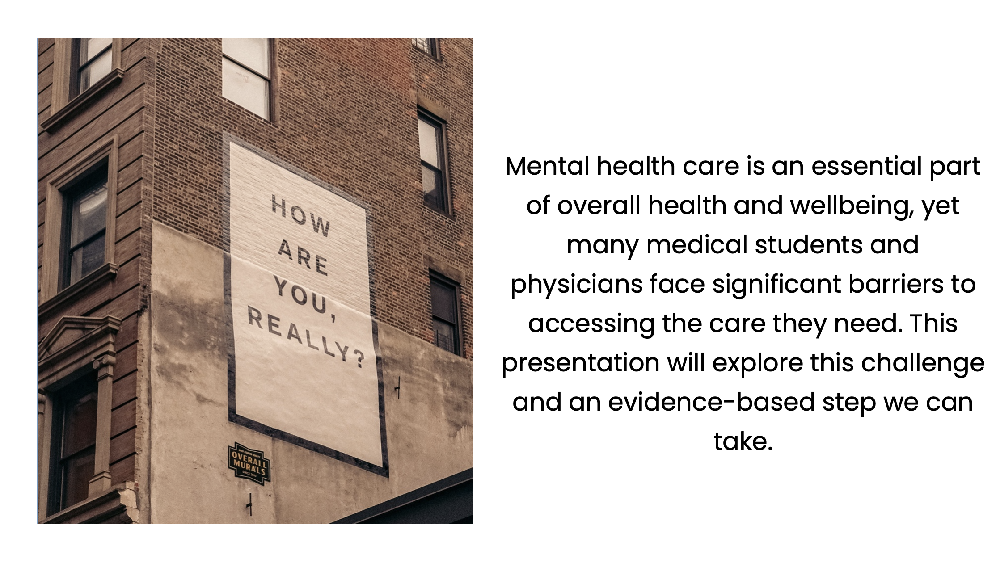 HOW
ARE
YOU,
REALLY?
OVERALL
MURALS
SINCE 2010
Mental health care is an essential part
of overall health and wellbeing, yet
many medical students and
physicians face significant barriers to
accessing the care they need. This
presentation will explore this challenge
and an evidence-based step we can
take.